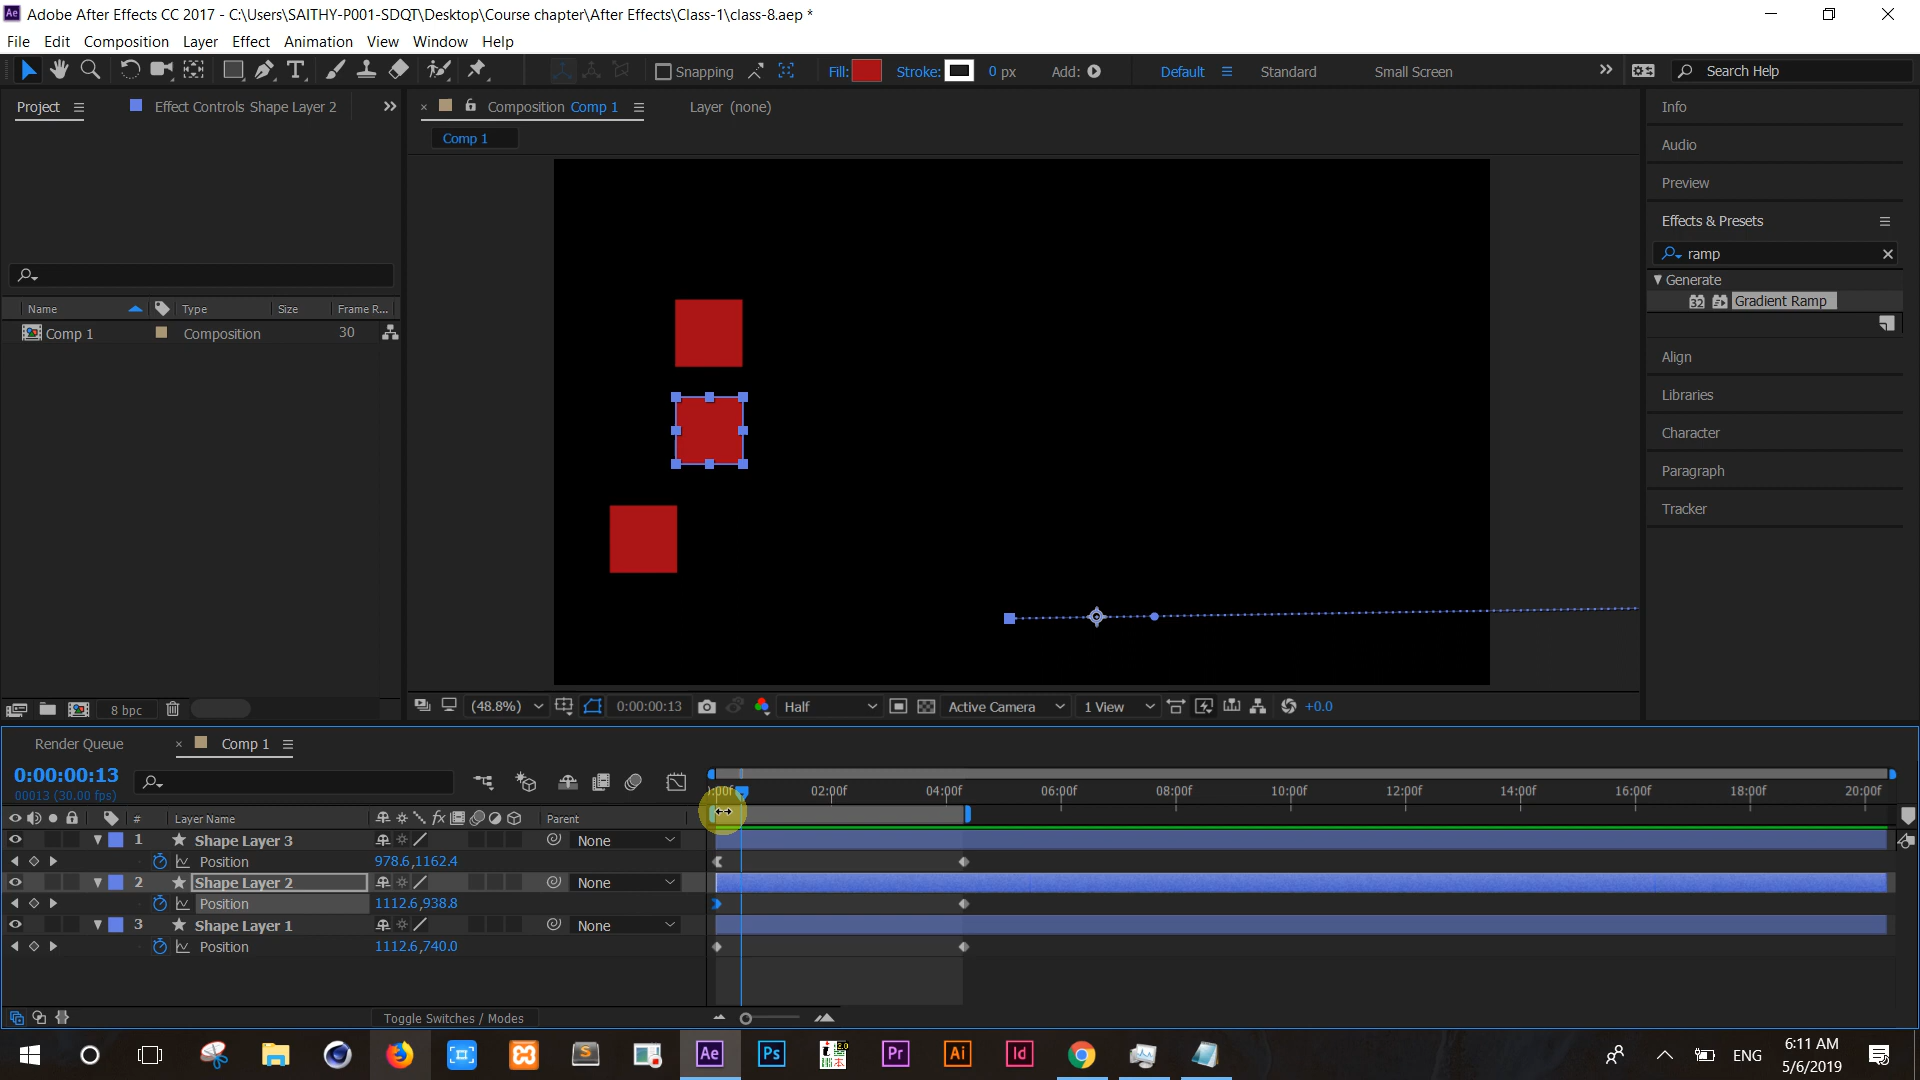 Adobe After Effects CC 2017 - C:\Users\SAITHY-P001-SDQT\Desktop\Course chapter\After Effects\Class-1\class-8.aep *
File Edit Composition Layer Effect Animation View Window Help
Snapping Fill: Stroke: 0 px Add: Default Standard Small Screen Search Help
Project Effect Controls Shape Layer 2 Composition Comp 1 Layer (none)
Comp 1
Info
Audio
Preview
Effects & Presets
ramp
Generate
Gradient Ramp
Align
Libraries
Character
Paragraph
Tracker
Name Type Size Frame R...
Comp 1 Composition 30
8 bpc
(48.8%) 0:00:00:13 Half Active Camera 1 View +0.0
Render Queue Comp 1
0:00:00:13
00013 (30.00 fps)
):00f 02:00f 04:00f 06:00f 08:00f 10:00f 12:00f 14:00f 16:00f 18:00f 20:00f
# Layer Name Parent
1 Shape Layer 3 None
Position 978.6,1162.4
2 Shape Layer 2 None
Position 1112.6,938.8
3 Shape Layer 1 None
Position 1112.6,740.0
Toggle Switches / Modes
Ae Ps Pr Ai Id ENG
6:11 AM
5/6/2019